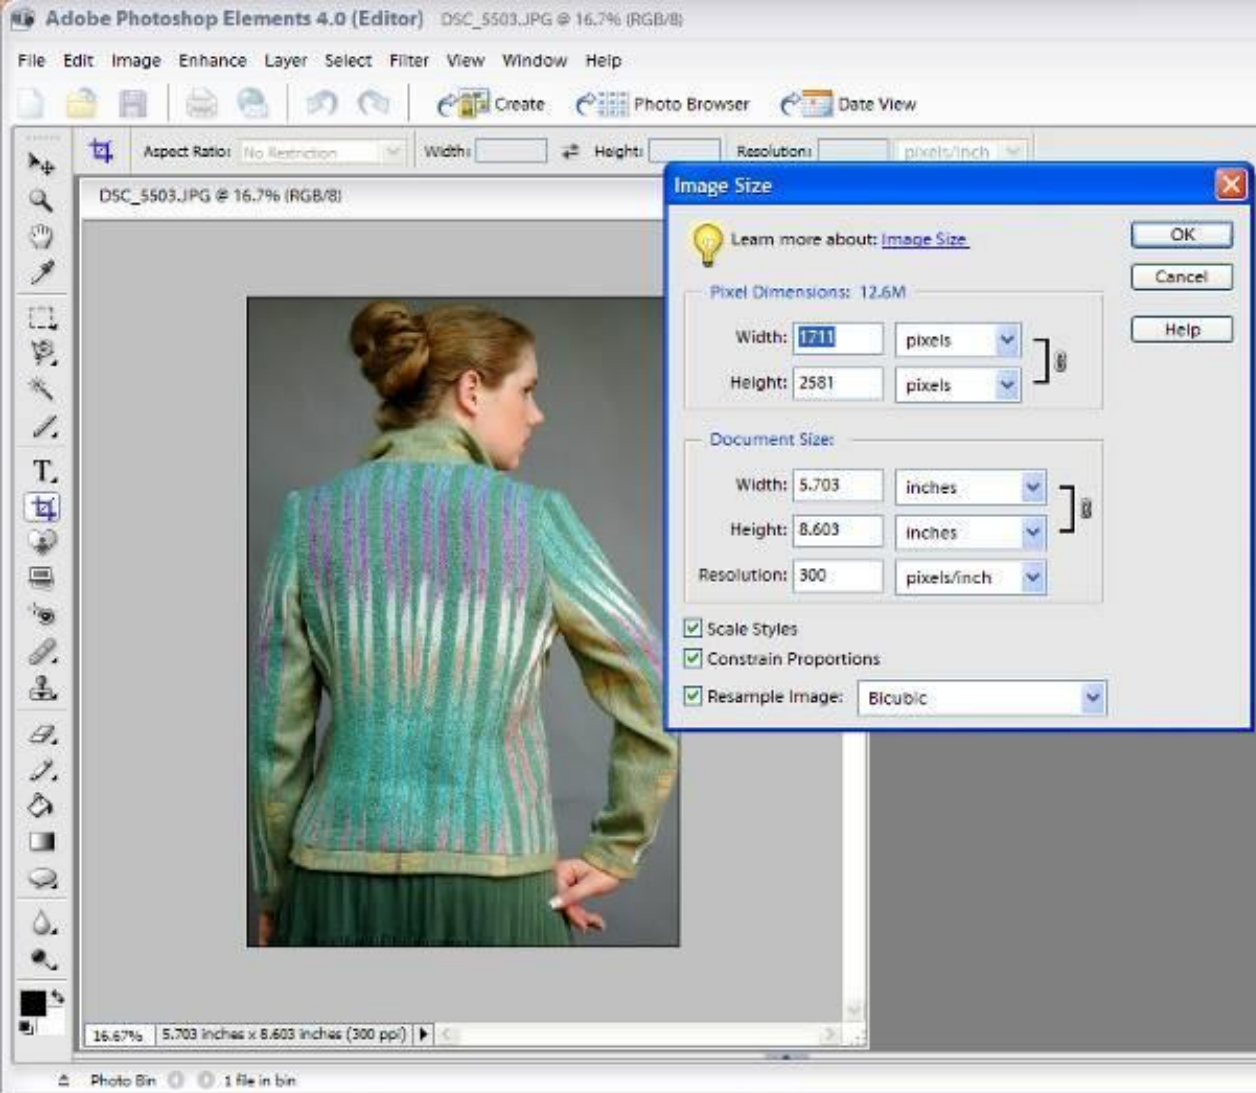 Adobe Photoshop Elements 4.0 (Editor) DSC_5503.JPG @ 16.7% (RGB/8)
File Edit Image Enhance Layer Select Filter View Window Help
Create Photo Browser Date View
Aspect Ratio: No Restriction Width: Height: Resolution: pixels/inch
DSC_5503.JPG @ 16.7% (RGB/8)
Image Size
Learn more about: Image Size
OK
Pixel Dimensions: 12.6M
Cancel
Width: 1711 pixels
Help
Height: 2581 pixels
Document Size:
Width: 5.703 inches
Height: 8.603 inches
Resolution: 300 pixels/inch
Scale Styles
Constrain Proportions
Resample Image: Bicubic
T
16.67% 5.703 inches x 8.603 inches (300 ppi)
Photo Bin 1 file in bin